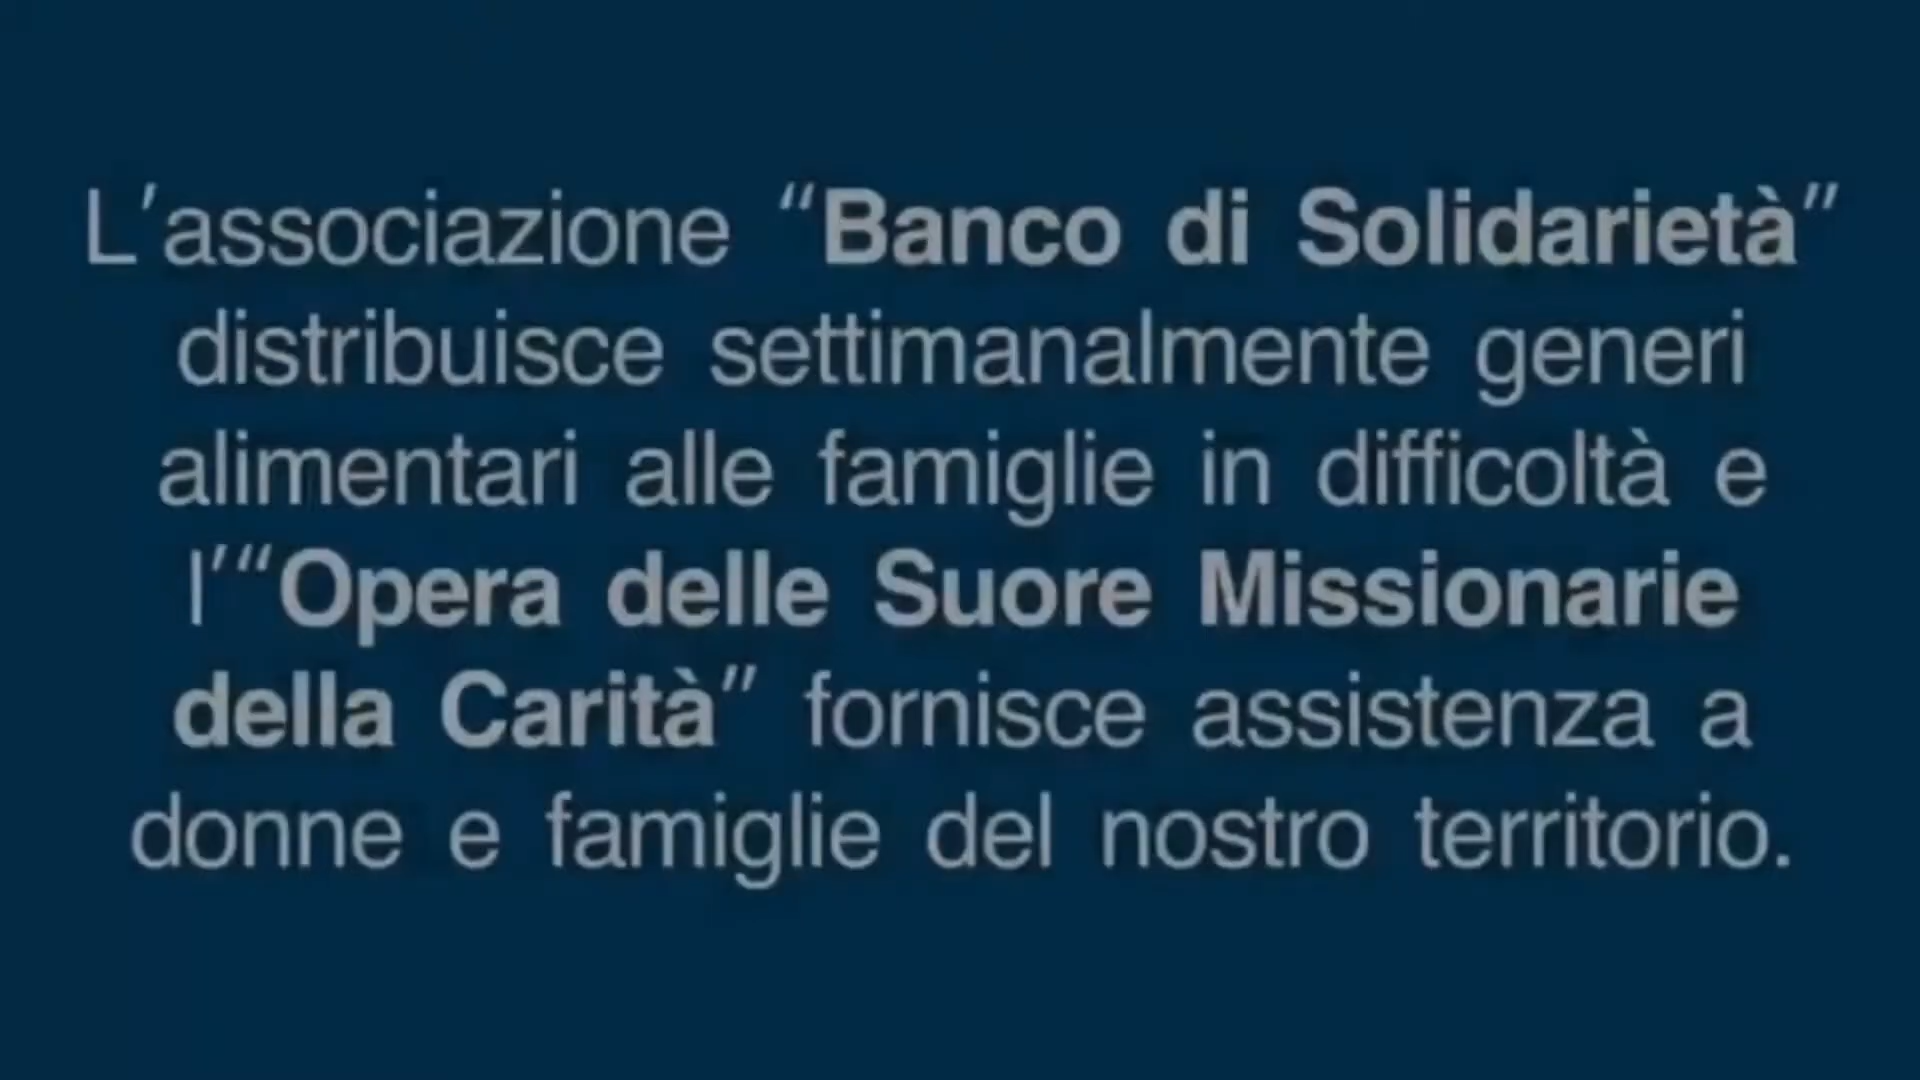 L'associazione “Banco di Solidarietà”
distribuisce settimanalmente generi
alimentari alle famiglie in difficoltà e
l'“Opera delle Suore Missionarie
della Carità” fornisce assistenza a
donne e famiglie del nostro territorio.